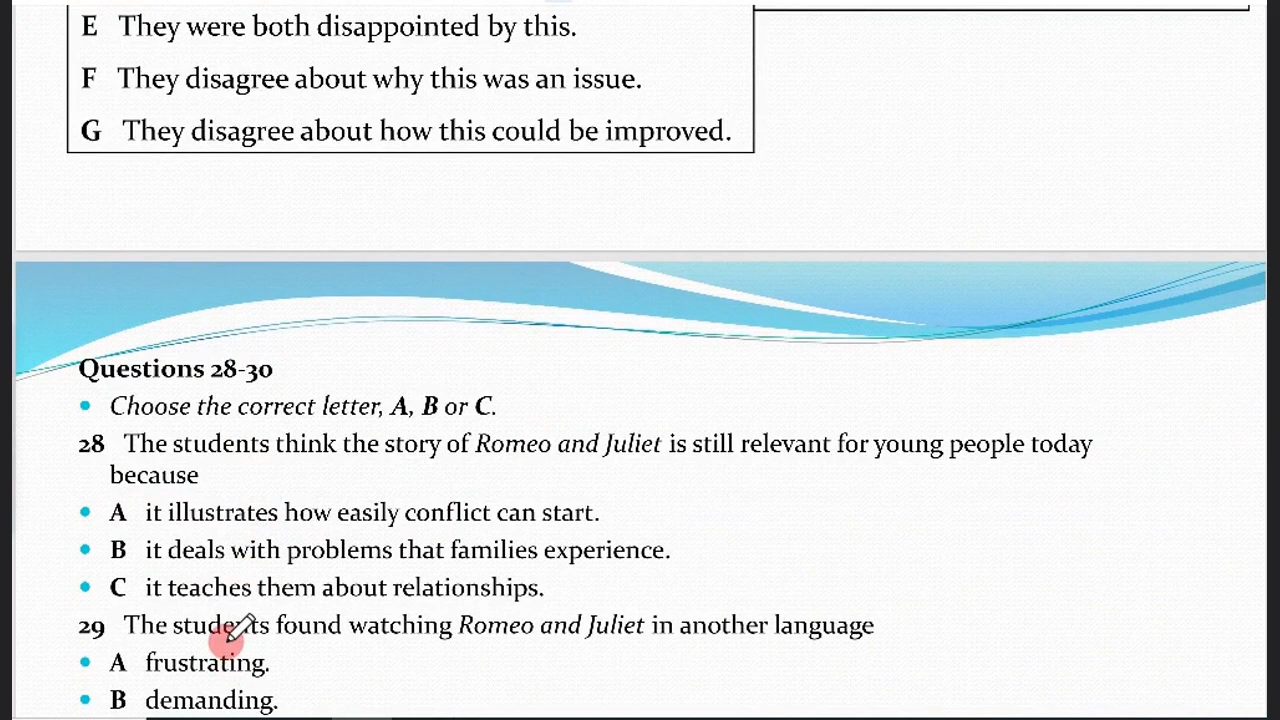 E They were both disappointed by this.
F They disagree about why this was an issue.
G They disagree about how this could be improved.
Questions 28-30
• Choose the correct letter, A, B or C.
28 The students think the story of Romeo and Juliet is still relevant for young people today
because
• A it illustrates how easily conflict can start.
• B it deals with problems that families experience.
• C it teaches them about relationships.
29 The students found watching Romeo and Juliet in another language
• A frustrating.
• B demanding.